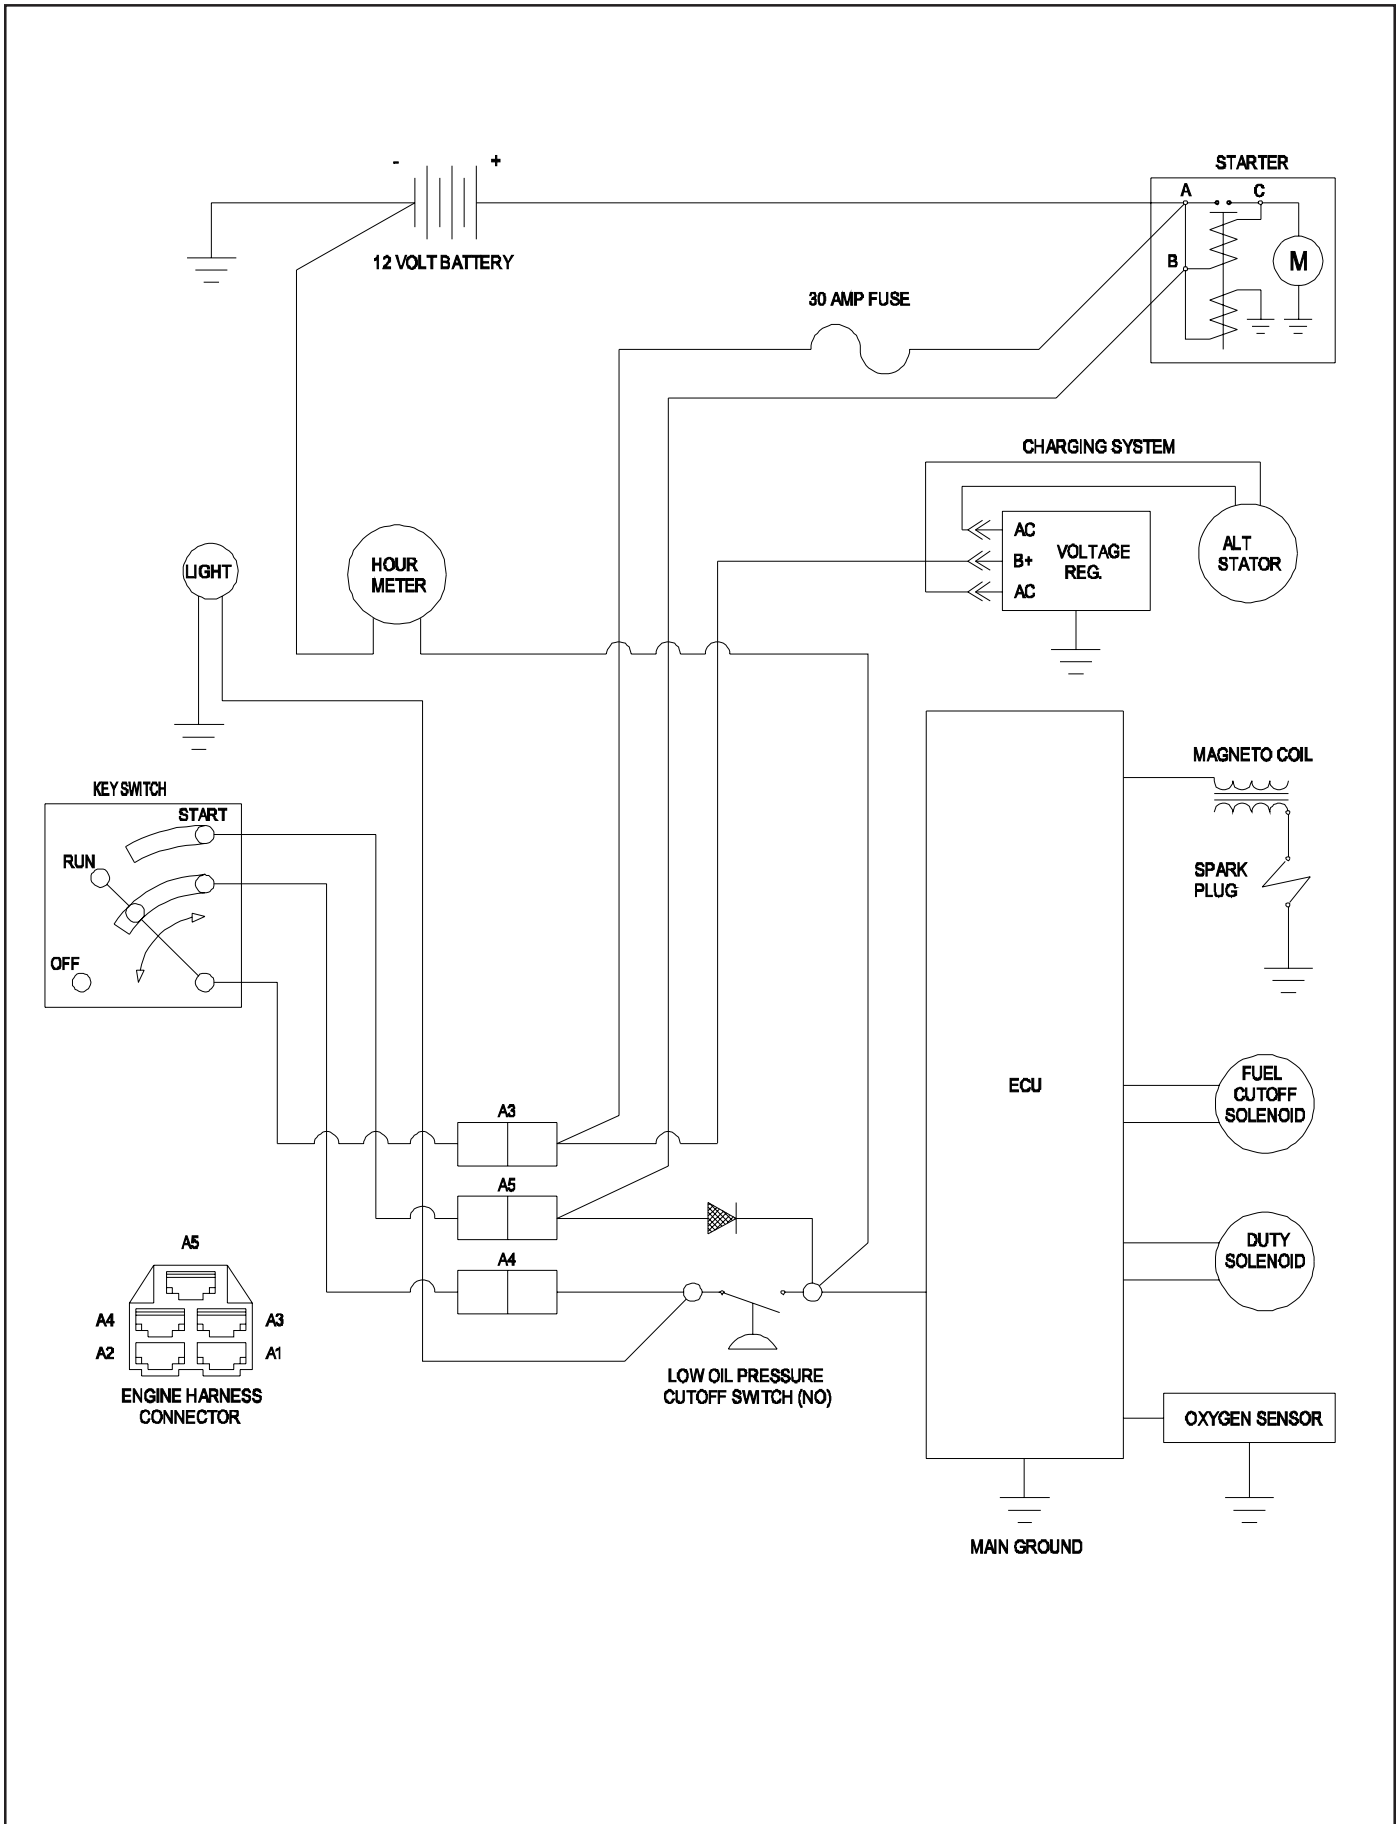 - +
12 VOLT BATTERY
STARTER
A C
B
M
30 AMP FUSE
CHARGING SYSTEM
AC
B+
AC
VOLTAGE
REG.
ALT
STATOR
LIGHT
HOUR
METER
KEY SWITCH
START
RUN
OFF
MAGNETO COIL
SPARK
PLUG
ECU
FUEL
CUTOFF
SOLENOID
A3
A5
A4
DUTY
SOLENOID
A5
A4 A3
A2 A1
ENGINE HARNESS
CONNECTOR
LOW OIL PRESSURE
CUTOFF SWITCH (NO)
OXYGEN SENSOR
MAIN GROUND